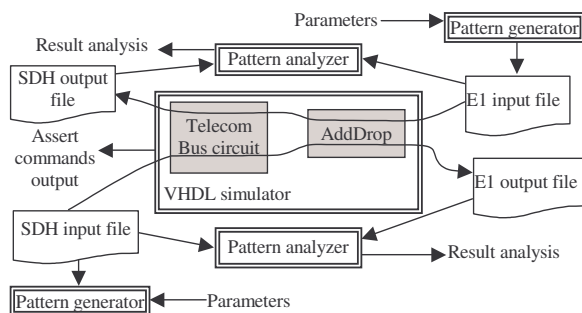 Parameters
Pattern generator
Result analysis
Pattern analyzer
SDH output
file
E1 input file
Telecom
Bus circuit
AddDrop
Assert
commands
output
VHDL simulator
E1 output file
SDH input file
Pattern analyzer
Result analysis
Pattern generator
Parameters